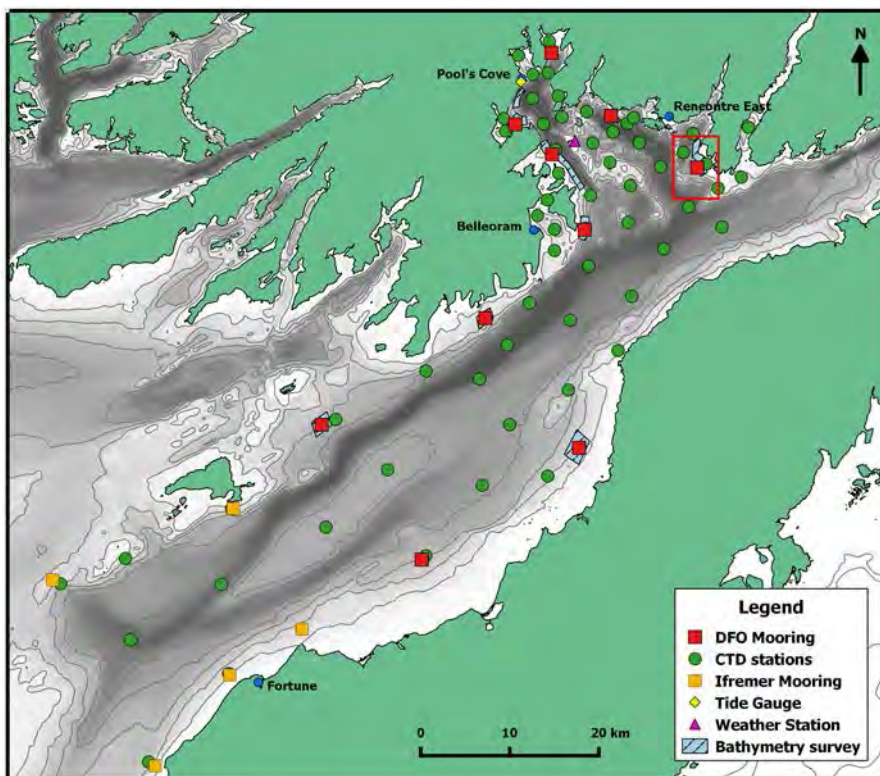 N
Pool's Cove
Rencontre East
Belleoram
Fortune
0 10 20 km
Legend
DFO Mooring
CTD stations
Ifremer Mooring
Tide Gauge
Weather Station
Bathymetry survey